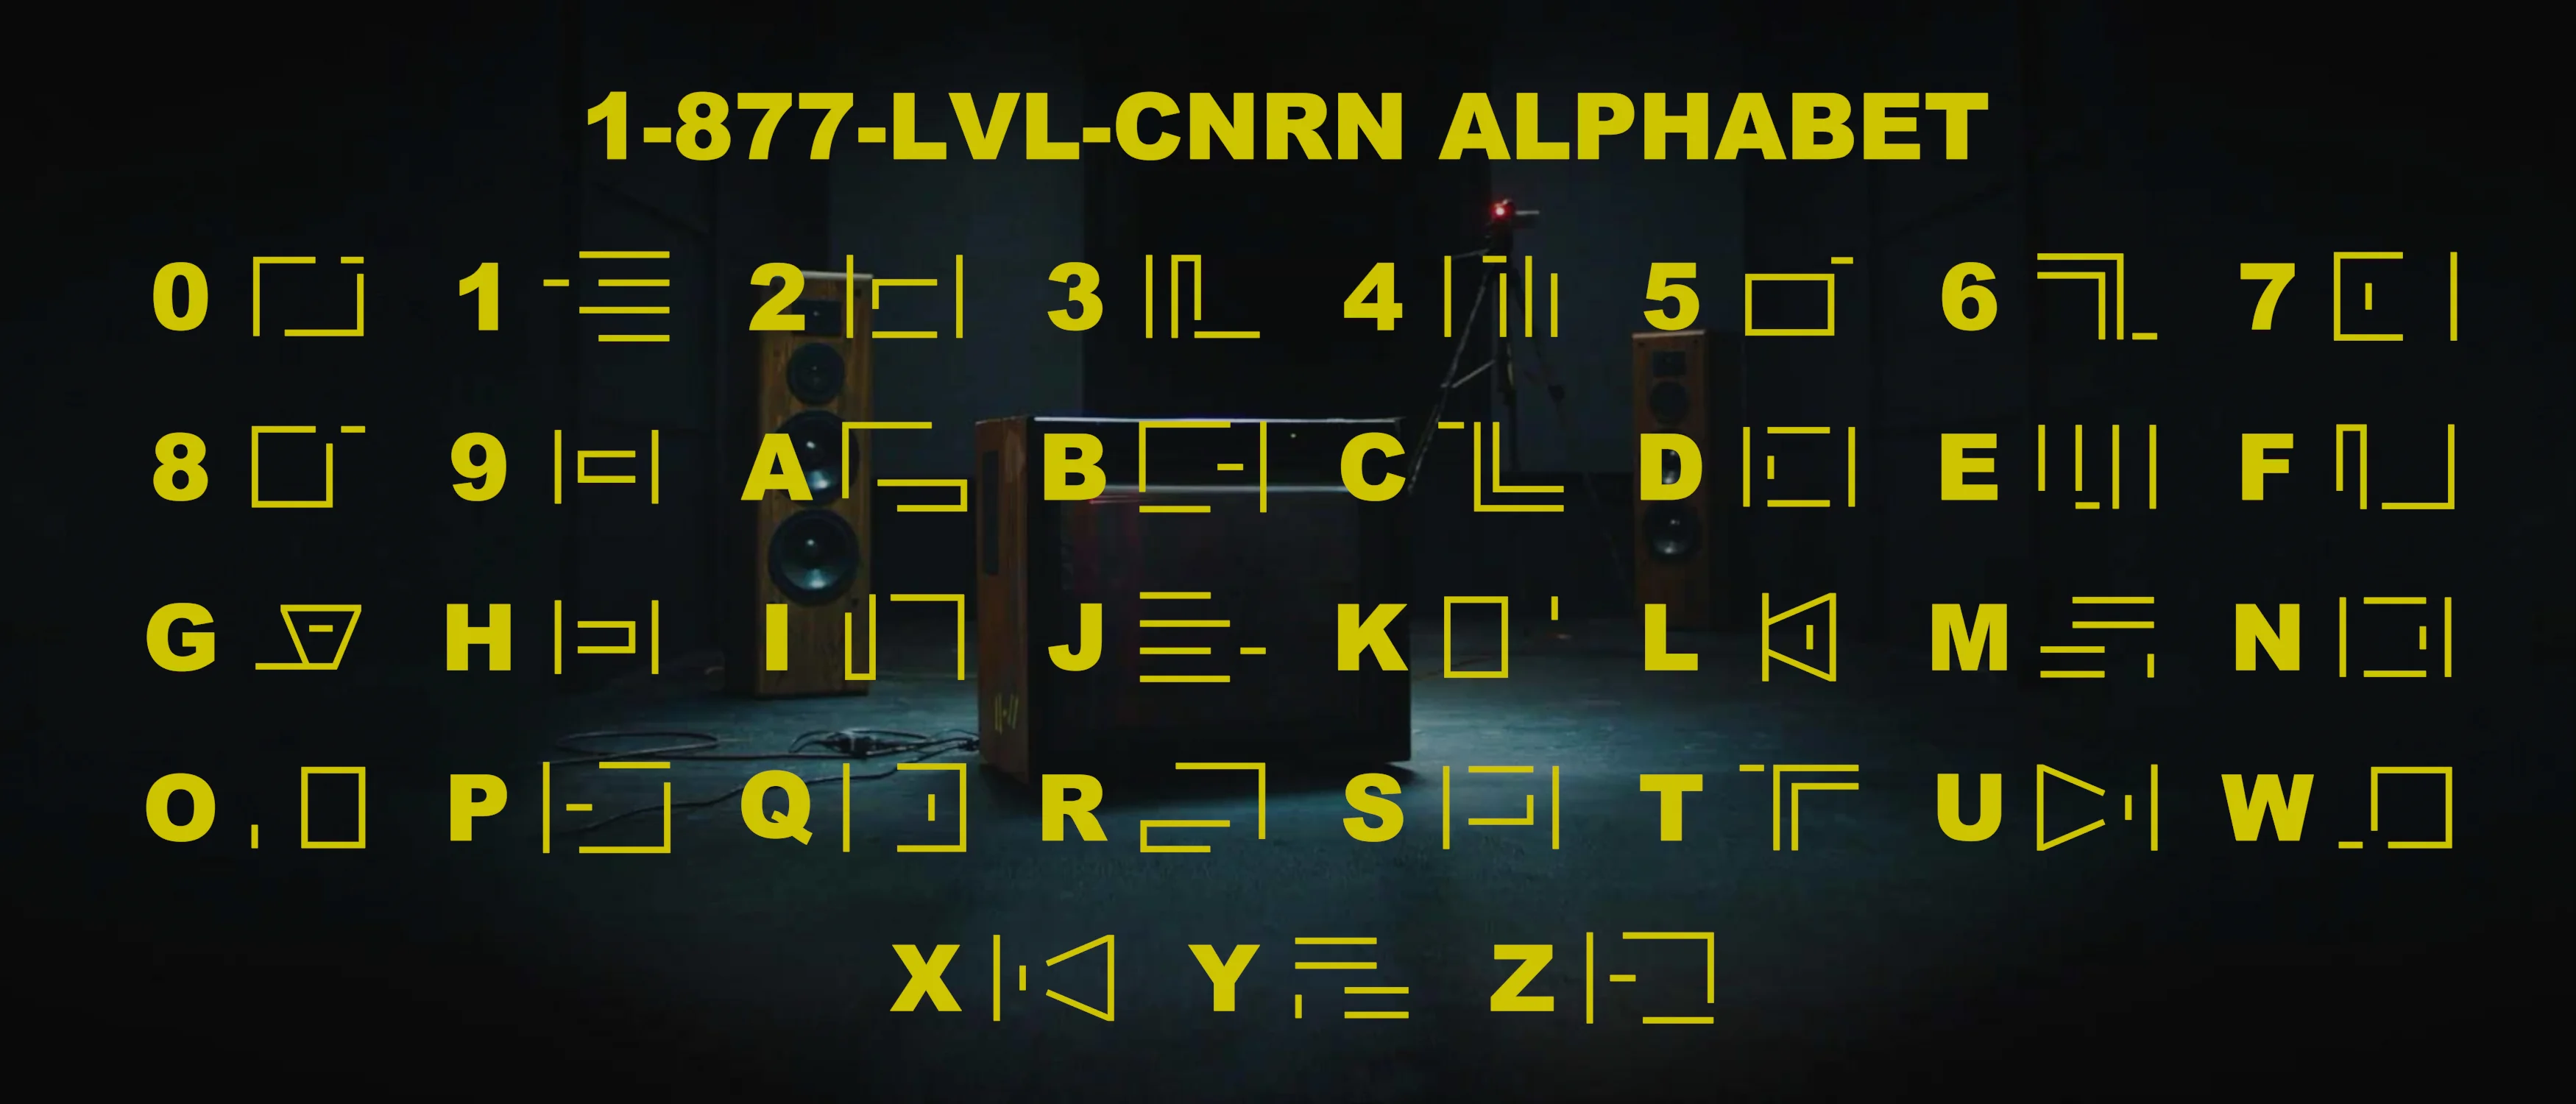 1-877-LVL-CNRN ALPHABET
0 1 2 3 4 5 6 7
8 9 A B C D E F
G H I J K L M N
O P Q R S T U W
X Y Z